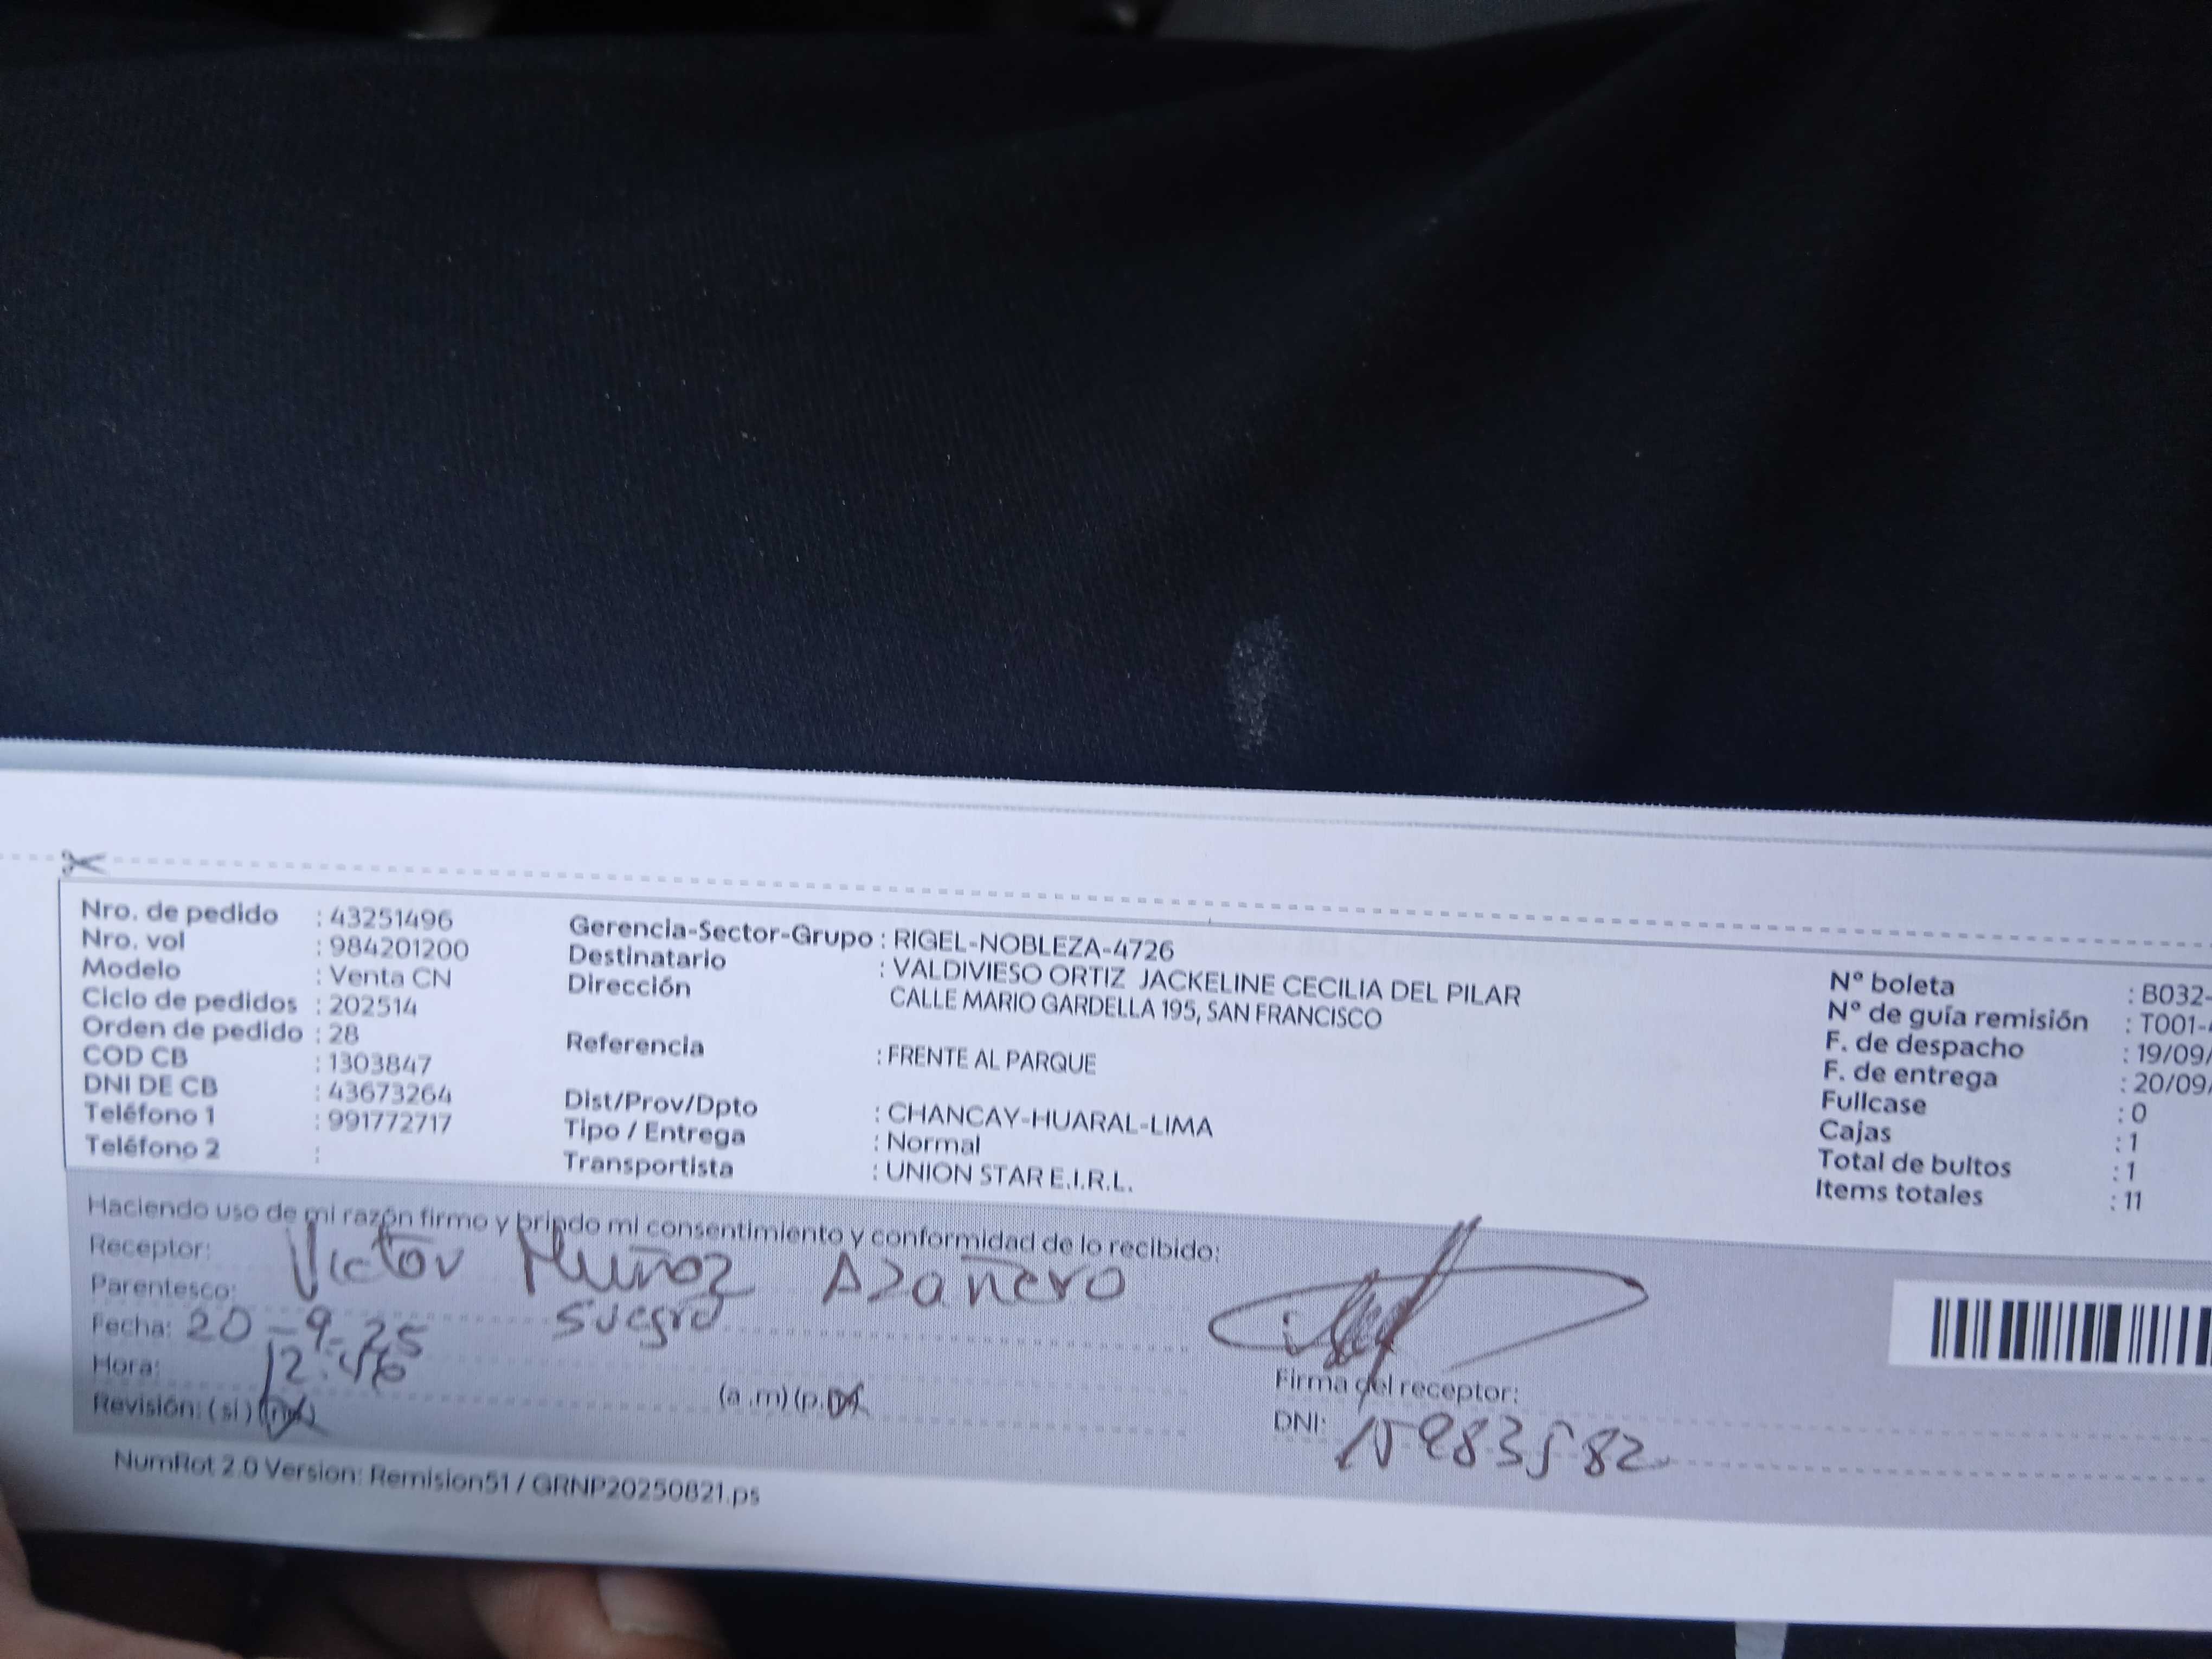 Nro. de pedido : 43251496
Nro. vol : 984201200
Modelo : Venta CN
Ciclo de pedidos : 202514
Orden de pedido : 28
COD CB : 1303847
DNI DE CB : 43673264
Teléfono 1 : 991772717
Teléfono 2 :
Gerencia-Sector-Grupo : RIGEL-NOBLEZA-4726
Destinatario : VALDIVIESO ORTIZ JACKELINE CECILIA DEL PILAR
Dirección CALLE MARIO GARDELLA 195, SAN FRANCISCO
Referencia : FRENTE AL PARQUE
Dist/Prov/Dpto : CHANCAY-HUARAL-LIMA
Tipo / Entrega : Normal
Transportista : UNION STAR E.I.R.L.
Nº boleta : B032-
Nº de guía remisión : T001-
F. de despacho : 19/09/
F. de entrega : 20/09/
Fullcase : 0
Cajas : 1
Total de bultos : 1
Items totales : 11
Haciendo uso de mi razón firmo y brindo mi consentimiento y conformidad de lo recibido:
Receptor: Victor Muñoz Azañero
Parentesco: suegro
Fecha: 20-9-25
Hora: 12:46 (a.m) (p.m)
Revisión: (si) (no)
Firma del receptor:
DNI: 15983582
NumRot 2.0 Version: Remision51 / GRNP20250821.ps